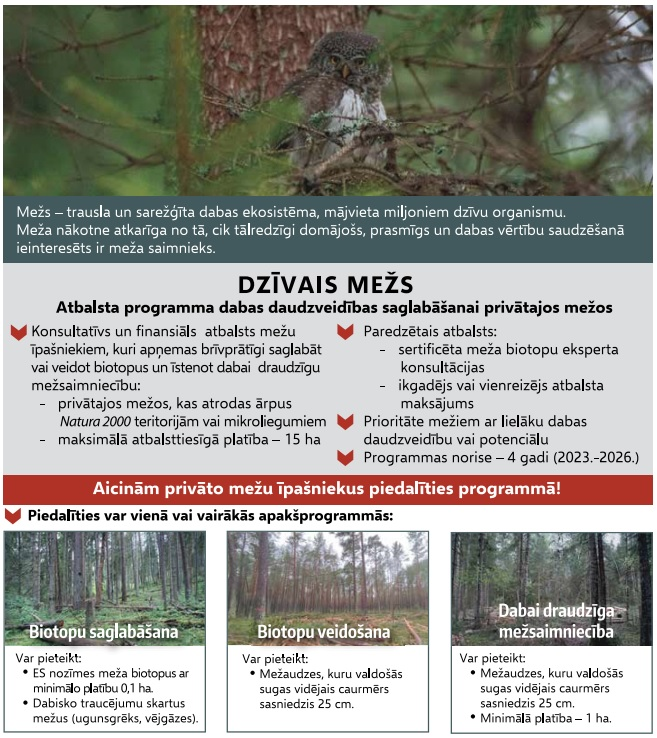 Mežs – trausla un sarežģīta dabas ekosistēma, mājvieta miljoniem dzīvu organismu.
Meža nākotne atkarīga no tā, cik tālredzīgi domājošs, prasmīgs un dabas vērtību saudzēšanā
ieinteresēts ir meža saimnieks.
DZĪVAIS MEŽS
Atbalsta programma dabas daudzveidības saglabāšanai privātajos mežos
Konsultatīvs un finansiāls atbalsts mežu
īpašniekiem, kuri apņemas brīvprātīgi saglabāt
vai veidot biotopus un īstenot dabai draudzīgu
mežsaimniecību:
- privātajos mežos, kas atrodas ārpus
Natura 2000 teritorijām vai mikroliegumiem
- maksimālā atbalsttiesīgā platība – 15 ha
Paredzētais atbalsts:
- sertificēta meža biotopu eksperta
konsultācijas
- ikgadējs vai vienreizējs atbalsta
maksājums
Prioritāte mežiem ar lielāku dabas
daudzveidību vai potenciālu
Programmas norise – 4 gadi (2023.-2026.)
Aicinām privāto mežu īpašniekus piedalīties programmā!
Piedalīties var vienā vai vairākās apakšprogrammās:
Biotopu saglabāšana
Var pieteikt:
• ES nozīmes meža biotopus ar
minimālo platību 0,1 ha.
• Dabisko traucējumu skartus
mežus (ugunsgrēks, vējgāzes).
Biotopu veidošana
Var pieteikt:
• Mežaudzes, kuru valdošās
sugas vidējais caurmērs
sasniedzis 25 cm.
Dabai draudzīga
mežsaimniecība
Var pieteikt:
• Mežaudzes, kuru valdošās
sugas vidējais caurmērs
sasniedzis 25 cm.
• Minimālā platība – 1 ha.